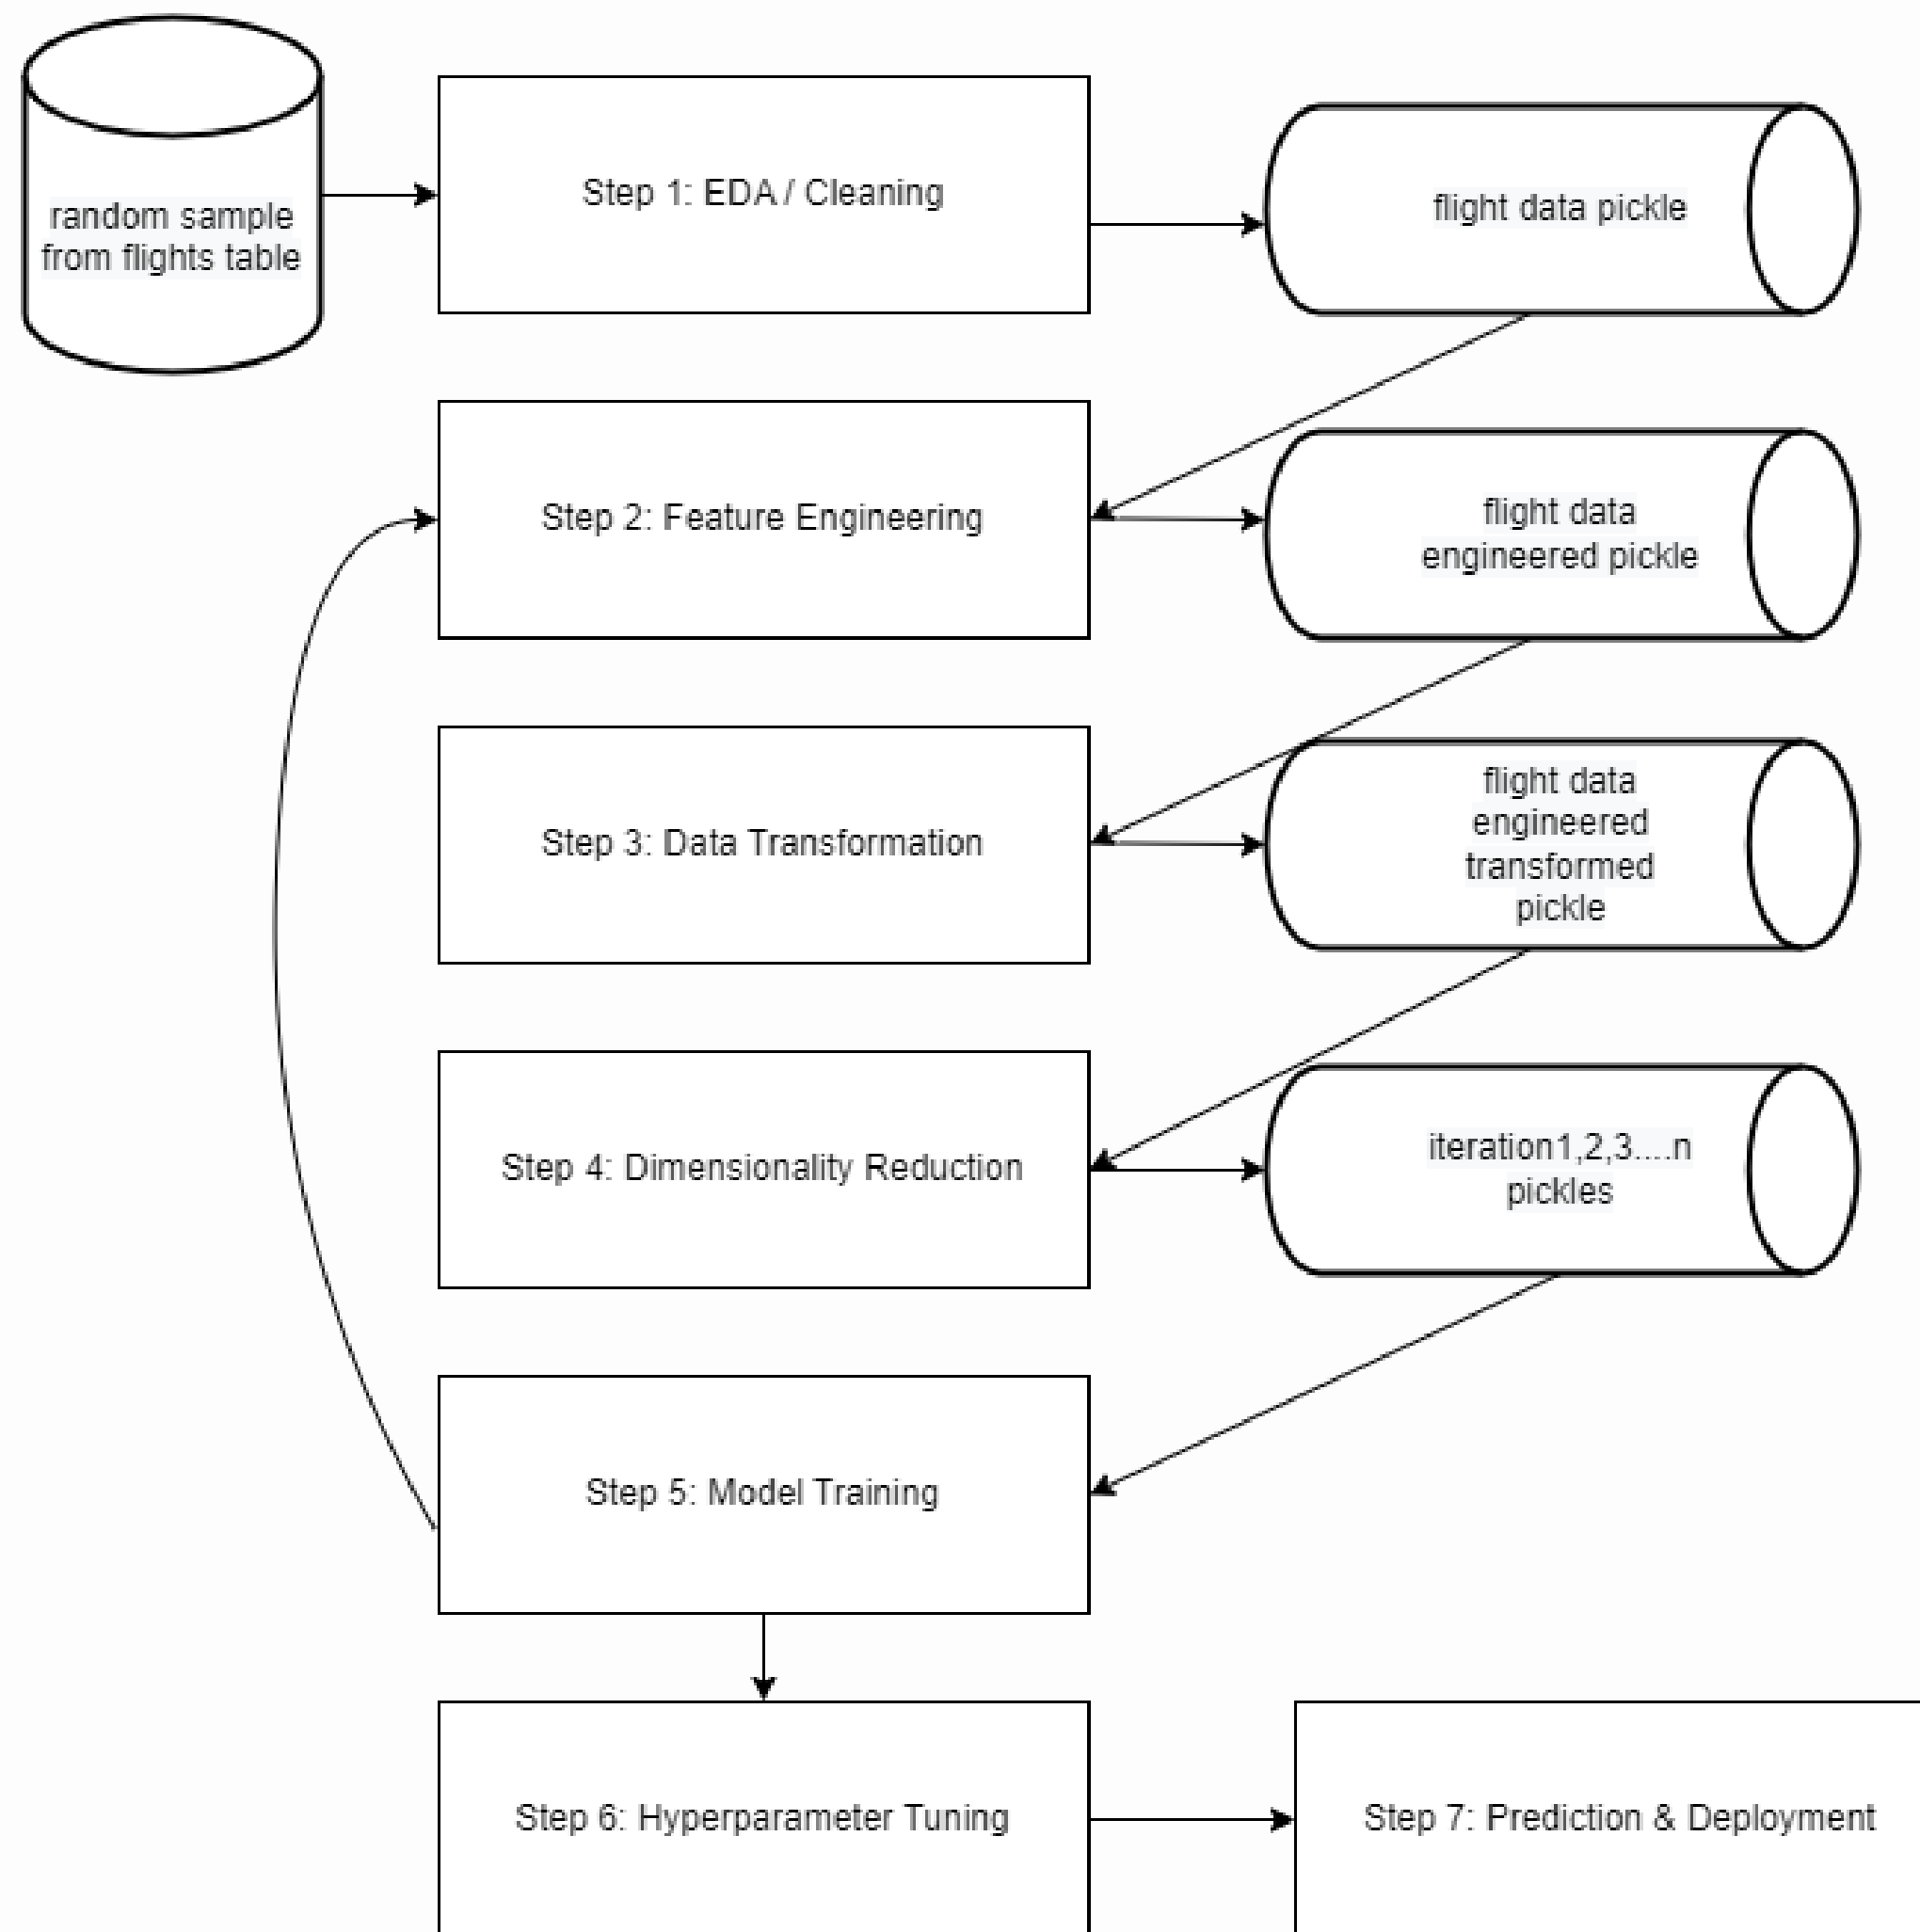 random sample
from flights table
Step 1: EDA / Cleaning
flight data pickle
Step 2: Feature Engineering
flight data
engineered pickle
Step 3: Data Transformation
flight data
engineered
transformed
pickle
Step 4: Dimensionality Reduction
iteration1,2,3....n
pickles
Step 5: Model Training
Step 6: Hyperparameter Tuning
Step 7: Prediction & Deployment